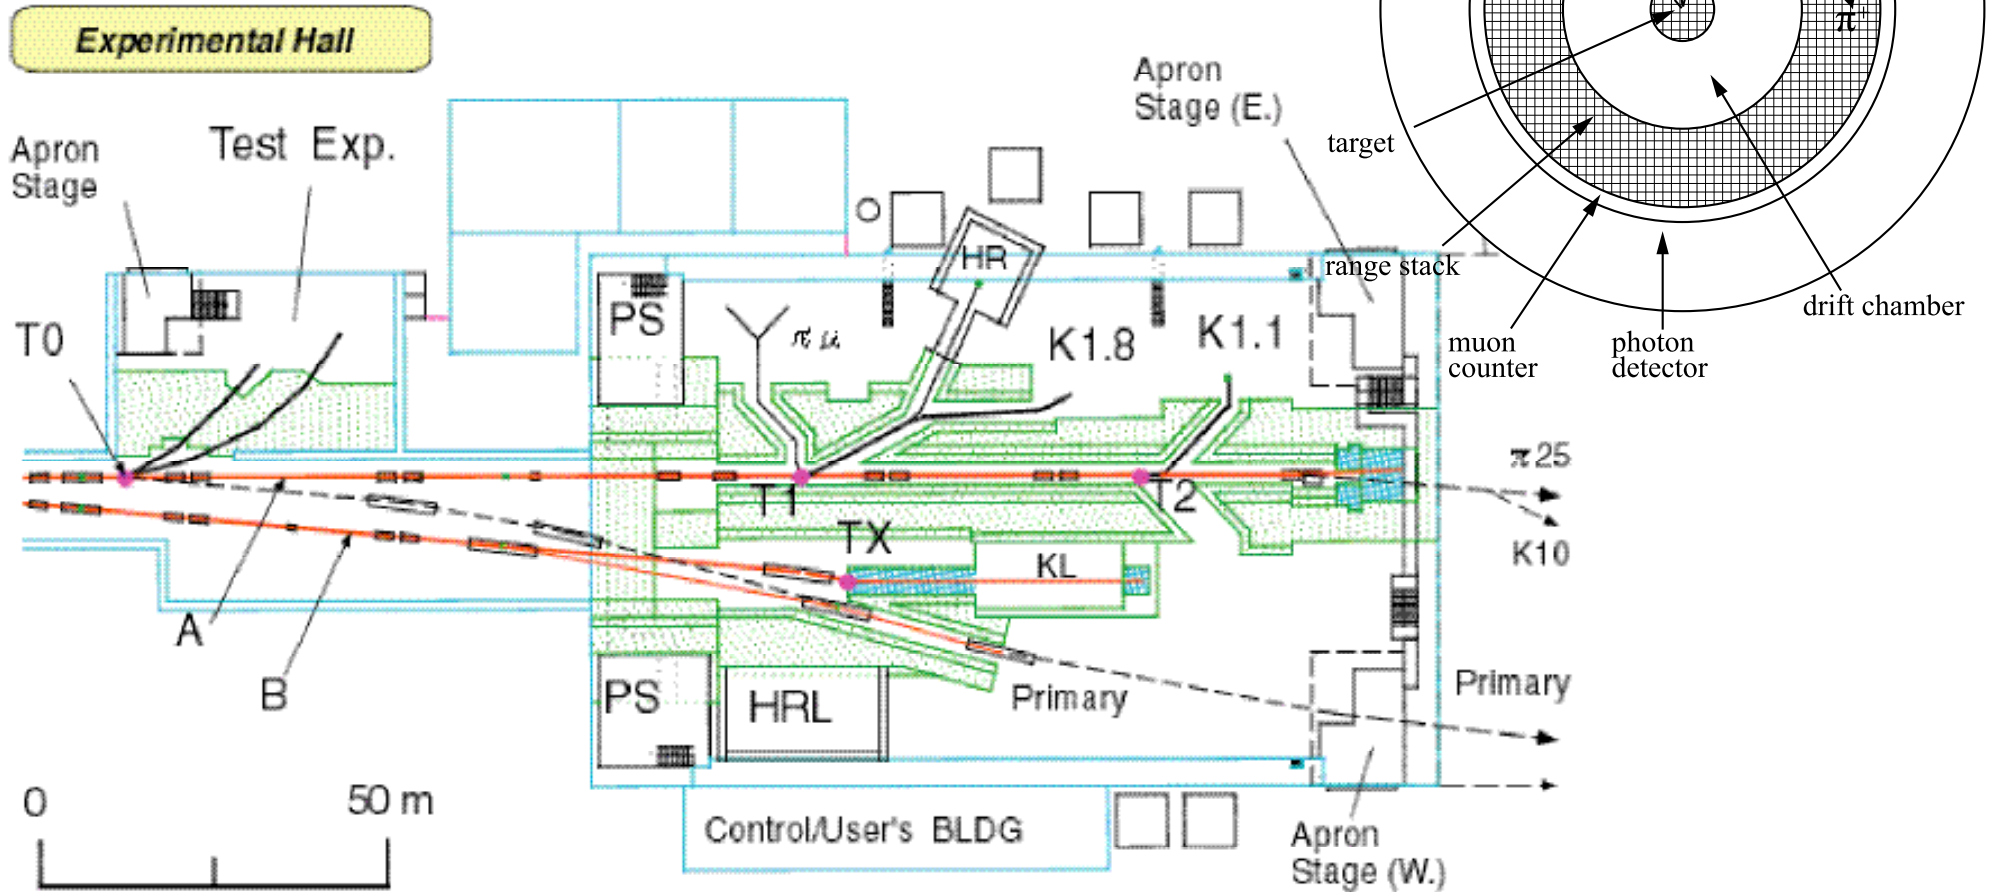 Experimental Hall
Apron
Stage
Test Exp.
T0
A
B
0
50 m
PS
π μ
HR
K1.8
K1.1
Apron
Stage (E.)
T1
T2
TX
KL
π25
K10
PS
HRL
Primary
Primary
Control/User's BLDG
Apron
Stage (W.)
π+
target
range stack
muon
counter
photon
detector
drift chamber